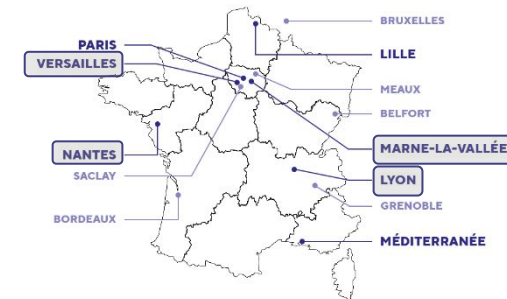 BRUXELLES
PARIS
LILLE
VERSAILLES
MEAUX
BELFORT
NANTES
MARNE-LA-VALLÉE
SACLAY
LYON
GRENOBLE
BORDEAUX
MÉDITERRANÉE